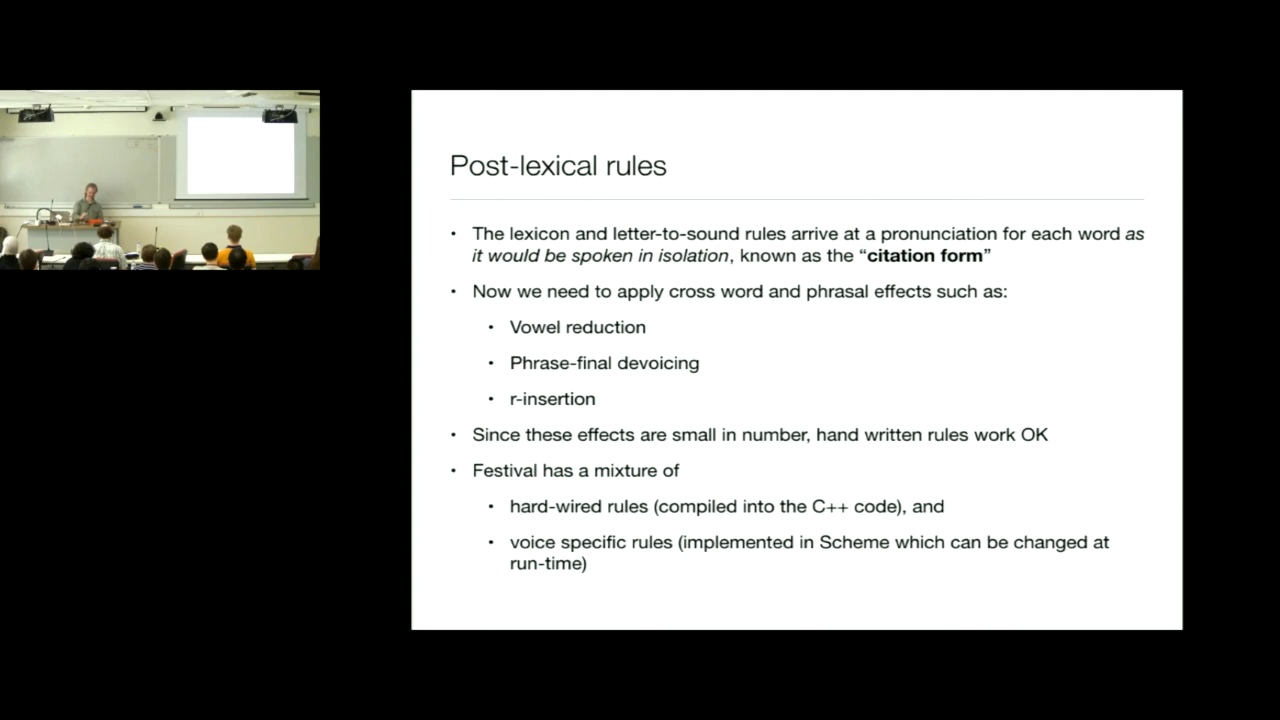 Post-lexical rules
• The lexicon and letter-to-sound rules arrive at a pronunciation for each word as
it would be spoken in isolation, known as the “citation form”
• Now we need to apply cross word and phrasal effects such as:
• Vowel reduction
• Phrase-final devoicing
• r-insertion
• Since these effects are small in number, hand written rules work OK
• Festival has a mixture of
• hard-wired rules (compiled into the C++ code), and
• voice specific rules (implemented in Scheme which can be changed at
run-time)